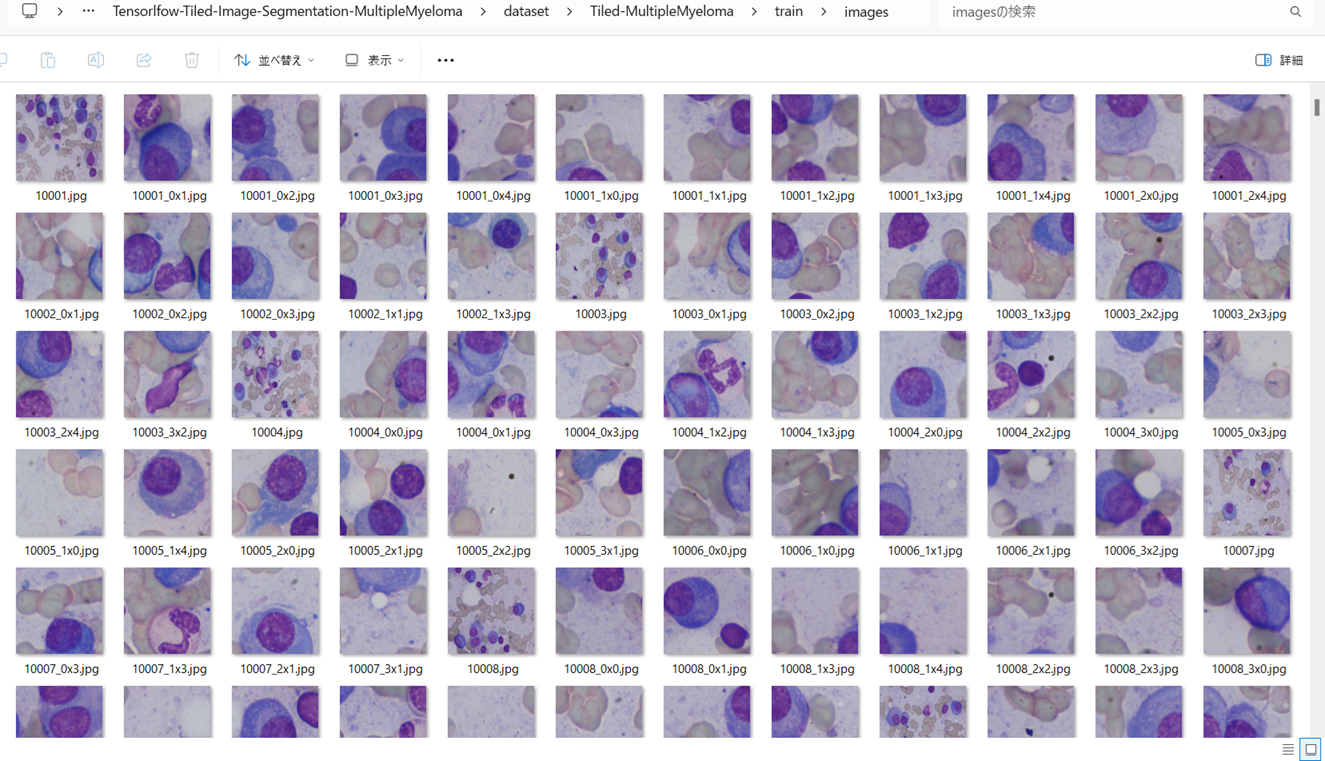 Tensorlfow-Tiled-Image-Segmentation-MultipleMyeloma > dataset > Tiled-MultipleMyeloma > train > images imagesの検索
並べ替え 表示 詳細
10001.jpg 10001_0x1.jpg 10001_0x2.jpg 10001_0x3.jpg 10001_0x4.jpg 10001_1x0.jpg 10001_1x1.jpg 10001_1x2.jpg 10001_1x3.jpg 10001_1x4.jpg 10001_2x0.jpg 10001_2x4.jpg
10002_0x1.jpg 10002_0x2.jpg 10002_0x3.jpg 10002_1x1.jpg 10002_1x3.jpg 10003.jpg 10003_0x1.jpg 10003_0x2.jpg 10003_1x2.jpg 10003_1x3.jpg 10003_2x2.jpg 10003_2x3.jpg
10003_2x4.jpg 10003_3x2.jpg 10004.jpg 10004_0x0.jpg 10004_0x1.jpg 10004_0x3.jpg 10004_1x2.jpg 10004_1x3.jpg 10004_2x0.jpg 10004_2x2.jpg 10004_3x0.jpg 10005_0x3.jpg
10005_1x0.jpg 10005_1x4.jpg 10005_2x0.jpg 10005_2x1.jpg 10005_2x2.jpg 10005_3x1.jpg 10006_0x0.jpg 10006_1x0.jpg 10006_1x1.jpg 10006_2x1.jpg 10006_3x2.jpg 10007.jpg
10007_0x3.jpg 10007_1x3.jpg 10007_2x1.jpg 10007_3x1.jpg 10008.jpg 10008_0x0.jpg 10008_0x1.jpg 10008_1x3.jpg 10008_1x4.jpg 10008_2x2.jpg 10008_2x3.jpg 10008_3x0.jpg